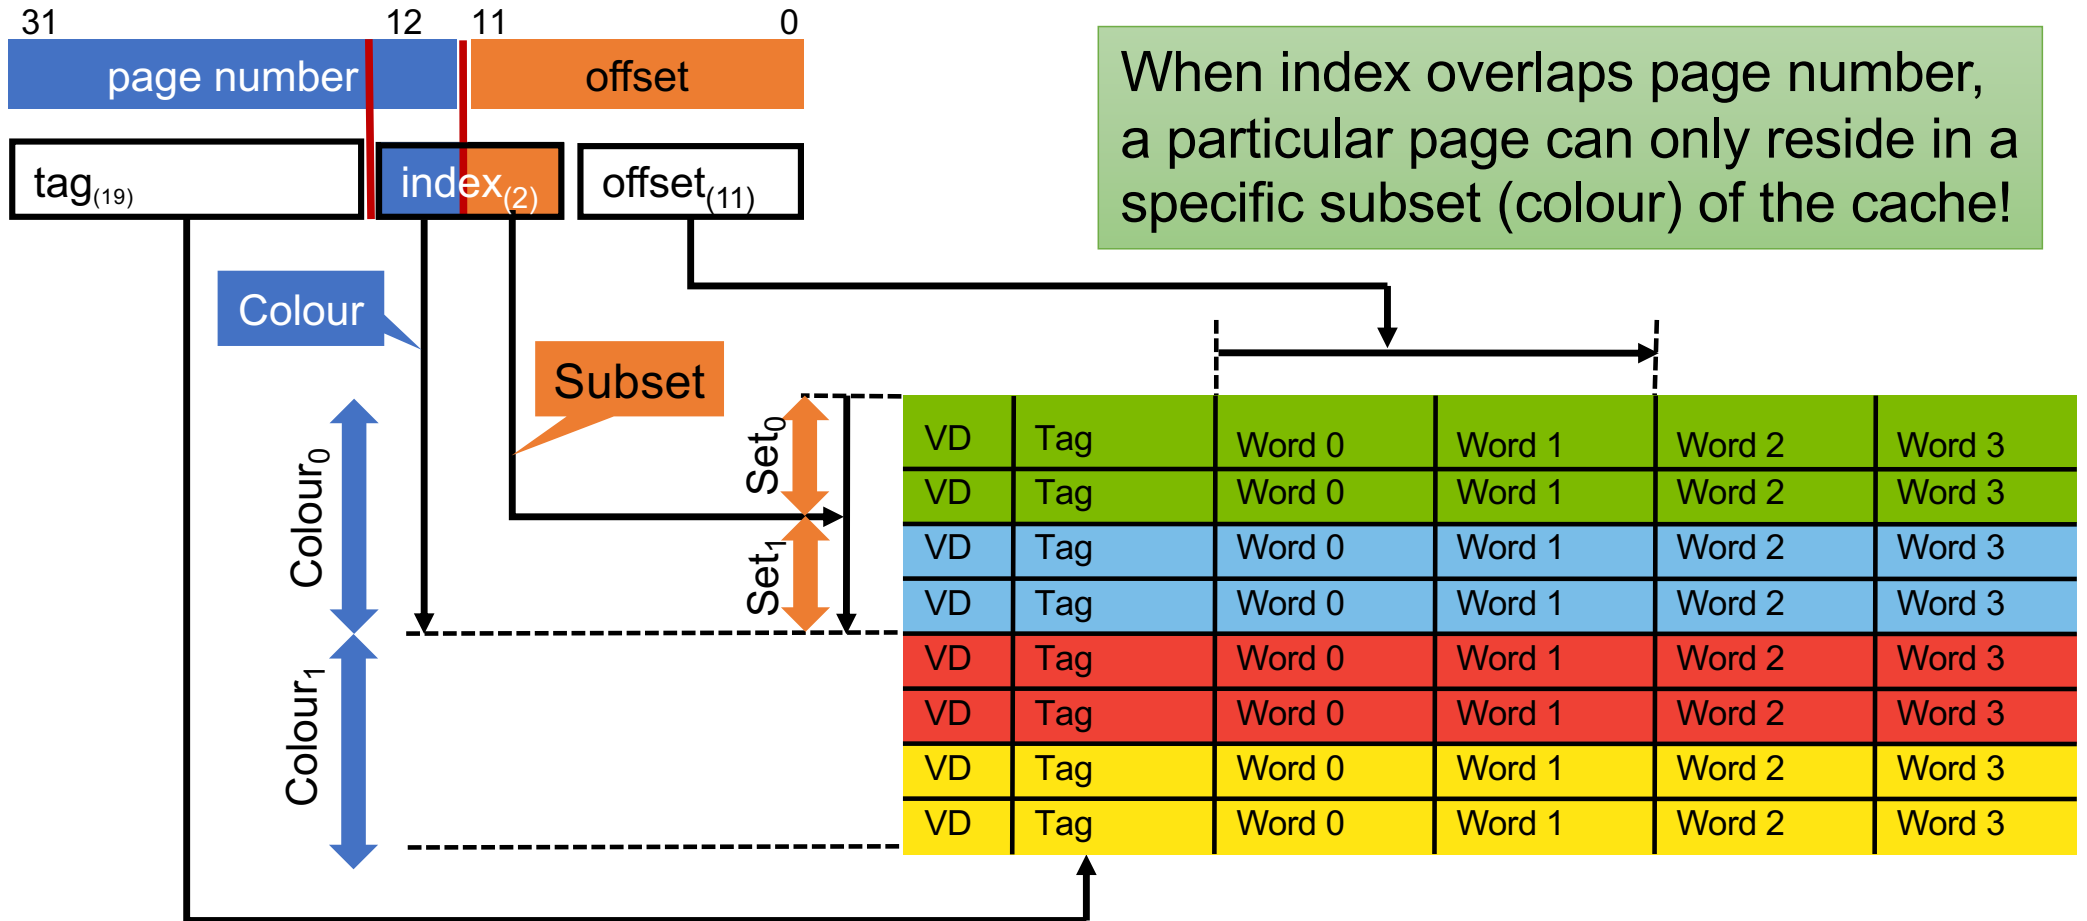 31 12 11 0
page number offset
tag(19) index(2) offset(11)
When index overlaps page number,
a particular page can only reside in a
specific subset (colour) of the cache!
Colour
Subset
Colour0
Colour1
Set0
Set1
VD Tag Word 0 Word 1 Word 2 Word 3
VD Tag Word 0 Word 1 Word 2 Word 3
VD Tag Word 0 Word 1 Word 2 Word 3
VD Tag Word 0 Word 1 Word 2 Word 3
VD Tag Word 0 Word 1 Word 2 Word 3
VD Tag Word 0 Word 1 Word 2 Word 3
VD Tag Word 0 Word 1 Word 2 Word 3
VD Tag Word 0 Word 1 Word 2 Word 3